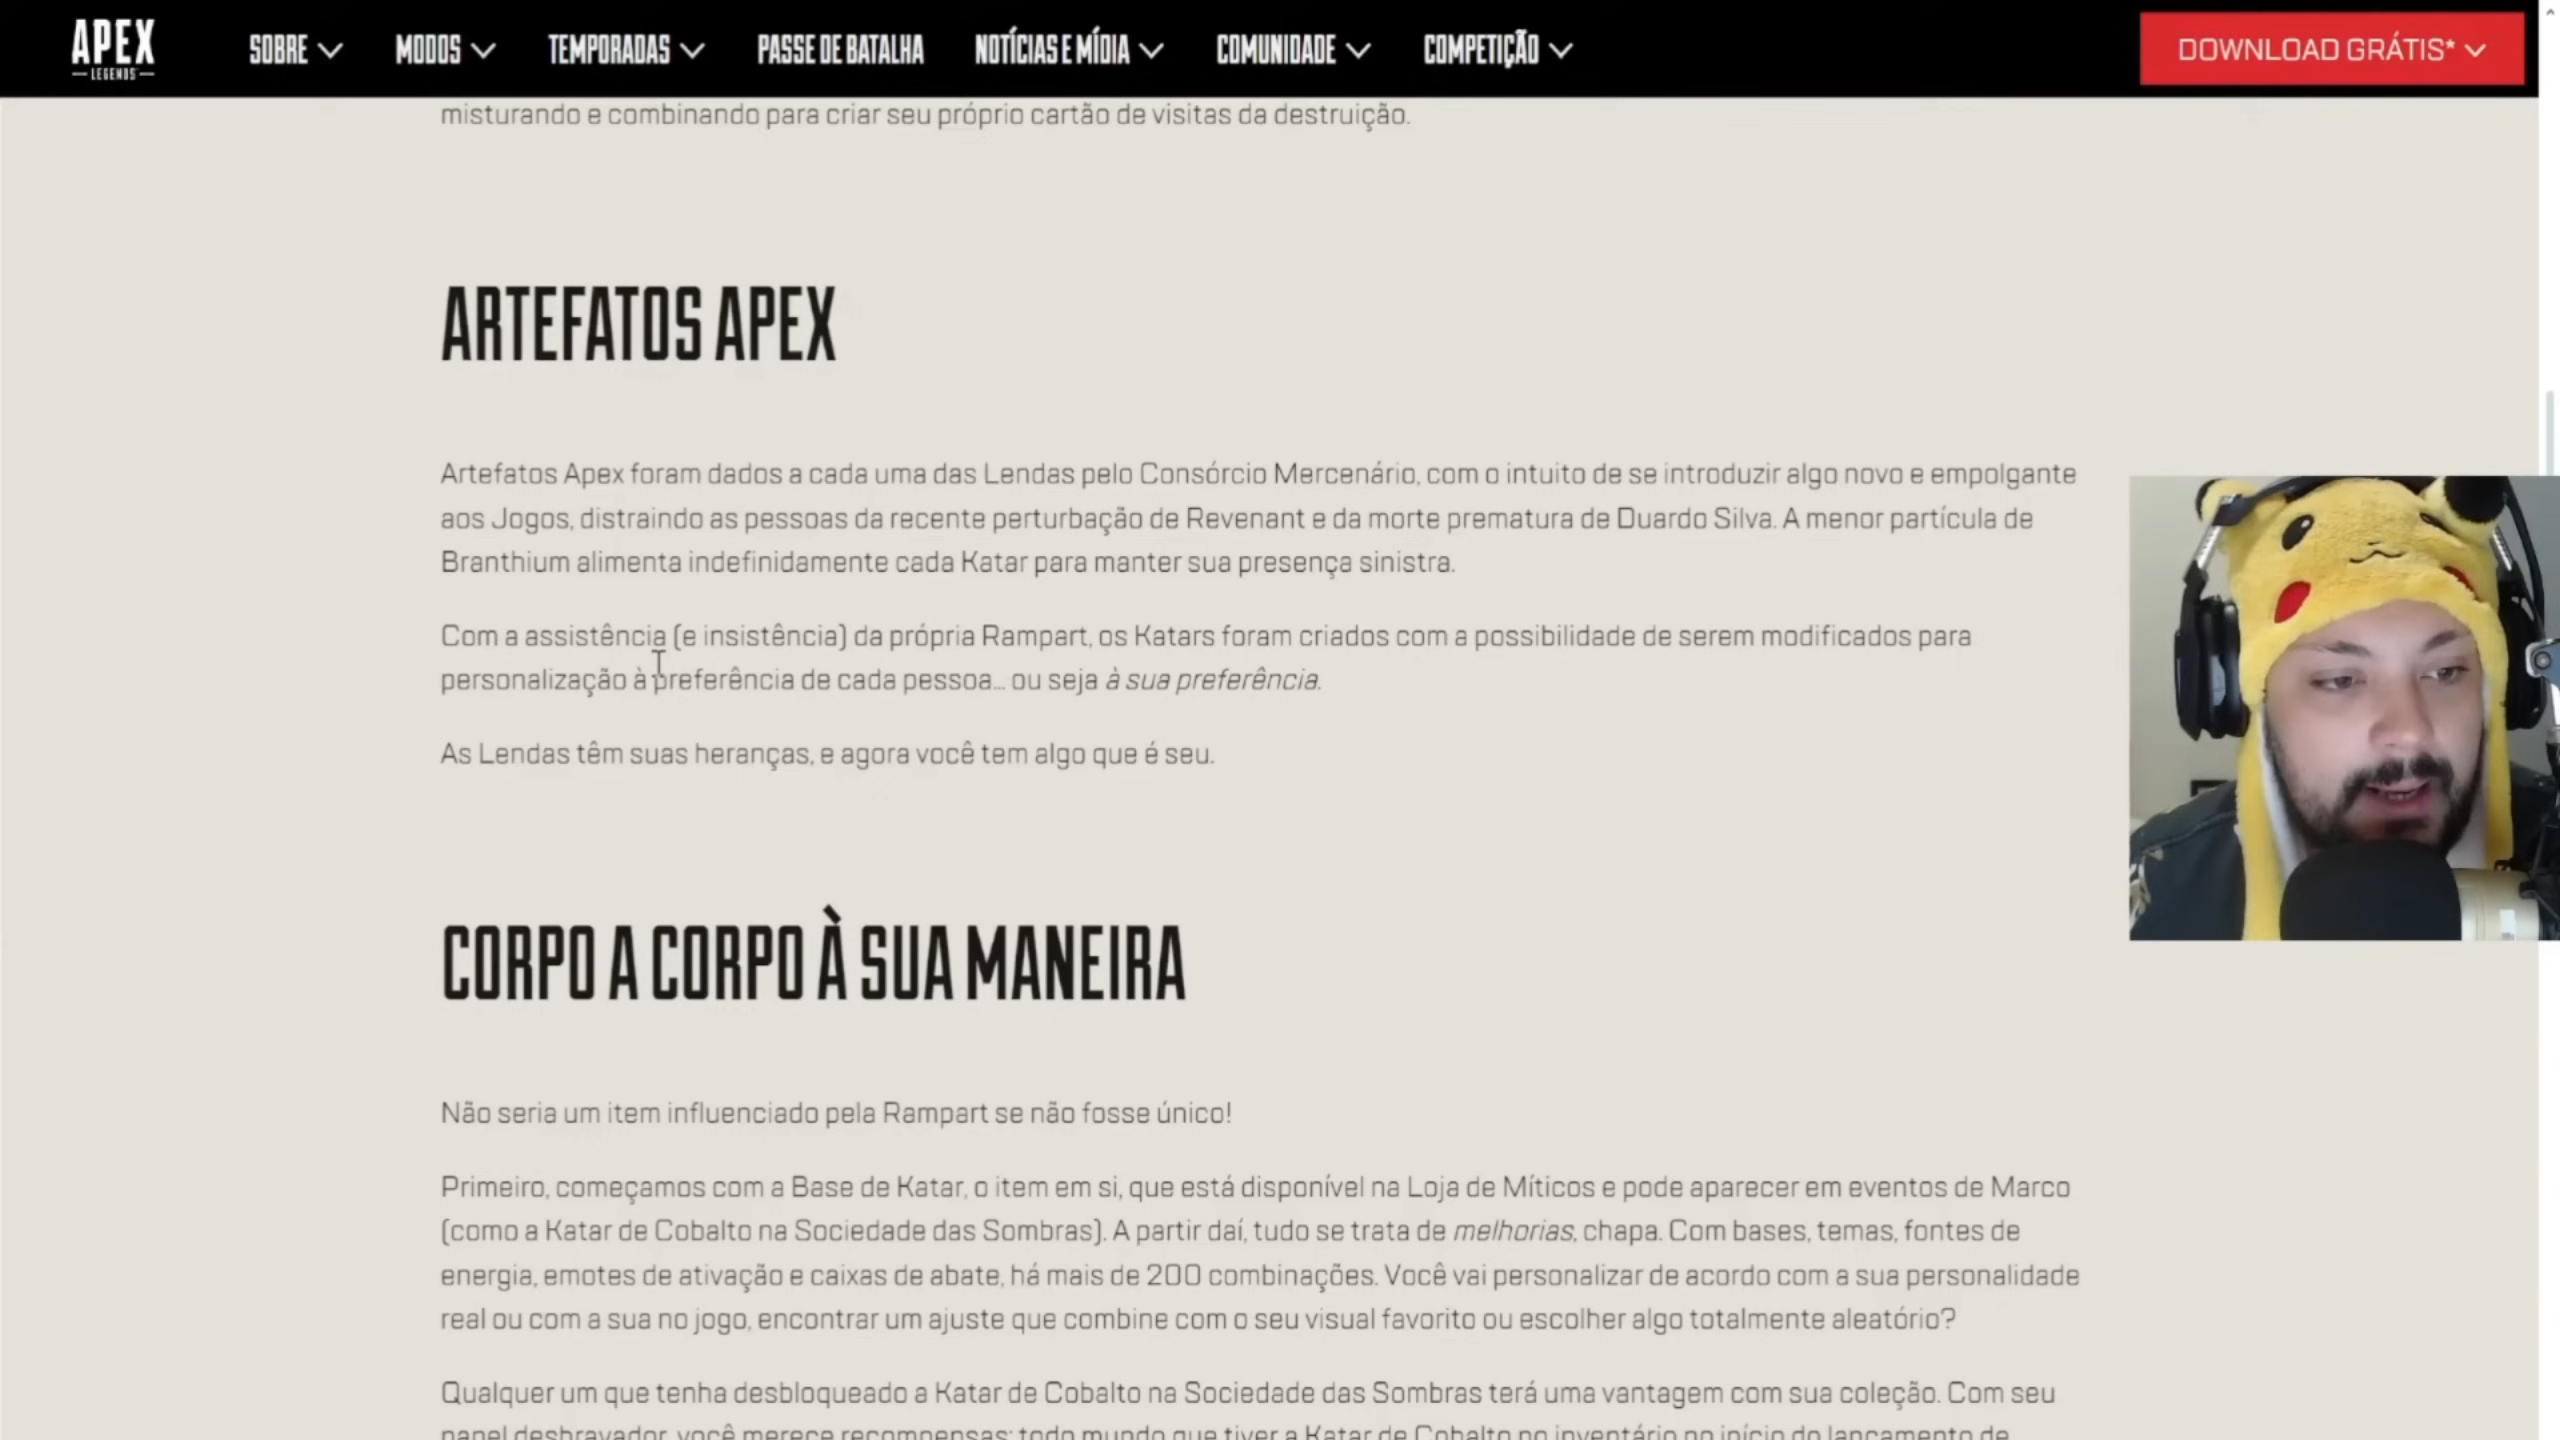 APEX
LEGENDS
SOBRE
MODOS
TEMPORADAS
PASSE DE BATALHA
NOTÍCIAS E MÍDIA
COMUNIDADE
COMPETIÇÃO
DOWNLOAD GRÁTIS*
misturando e combinando para criar seu próprio cartão de visitas da destruição.
ARTEFATOS APEX
Artefatos Apex foram dados a cada uma das Lendas pelo Consórcio Mercenário, com o intuito de se introduzir algo novo e empolgante
aos Jogos, distraindo as pessoas da recente perturbação de Revenant e da morte prematura de Duardo Silva. A menor partícula de
Branthium alimenta indefinidamente cada Katar para manter sua presença sinistra.
Com a assistência (e insistência) da própria Rampart, os Katars foram criados com a possibilidade de serem modificados para
personalização à preferência de cada pessoa... ou seja à sua preferência.
As Lendas têm suas heranças, e agora você tem algo que é seu.
CORPO A CORPO À SUA MANEIRA
Não seria um item influenciado pela Rampart se não fosse único!
Primeiro, começamos com a Base de Katar, o item em si, que está disponível na Loja de Míticos e pode aparecer em eventos de Marco
(como a Katar de Cobalto na Sociedade das Sombras). A partir daí, tudo se trata de melhorias, chapa. Com bases, temas, fontes de
energia, emotes de ativação e caixas de abate, há mais de 200 combinações. Você vai personalizar de acordo com a sua personalidade
real ou com a sua no jogo, encontrar um ajuste que combine com o seu visual favorito ou escolher algo totalmente aleatório?
Qualquer um que tenha desbloqueado a Katar de Cobalto na Sociedade das Sombras terá uma vantagem com sua coleção. Com seu
papel desbravador, você merece recompensas: todo mundo que tiver a Katar de Cobalto no inventário no início do lançamento de